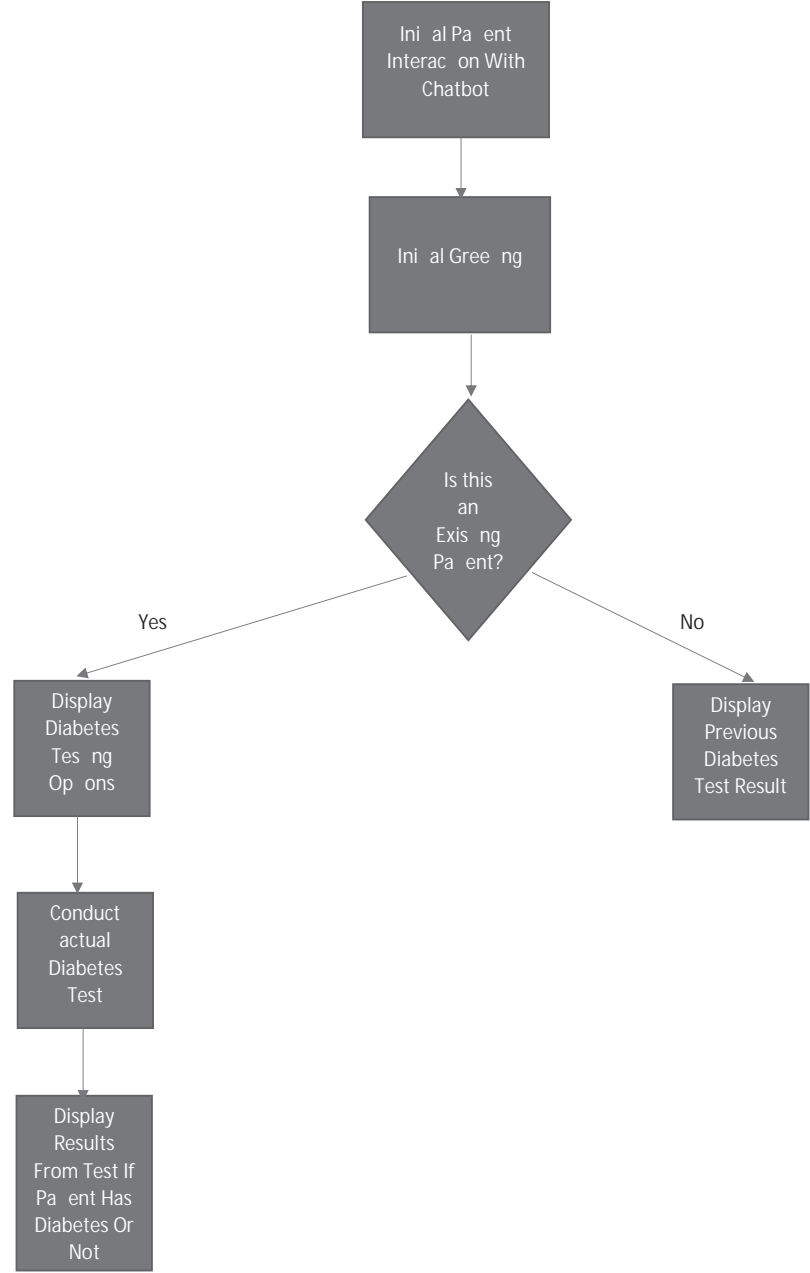 Ini al Pa ent
Interac on With
Chatbot
Ini al Gree ng
Is this
an
Exis ng
Pa ent?
Yes
No
Display
Diabetes
Tes ng
Op ons
Display
Previous
Diabetes
Test Result
Conduct
actual
Diabetes
Test
Display
Results
From Test If
Pa ent Has
Diabetes Or
Not